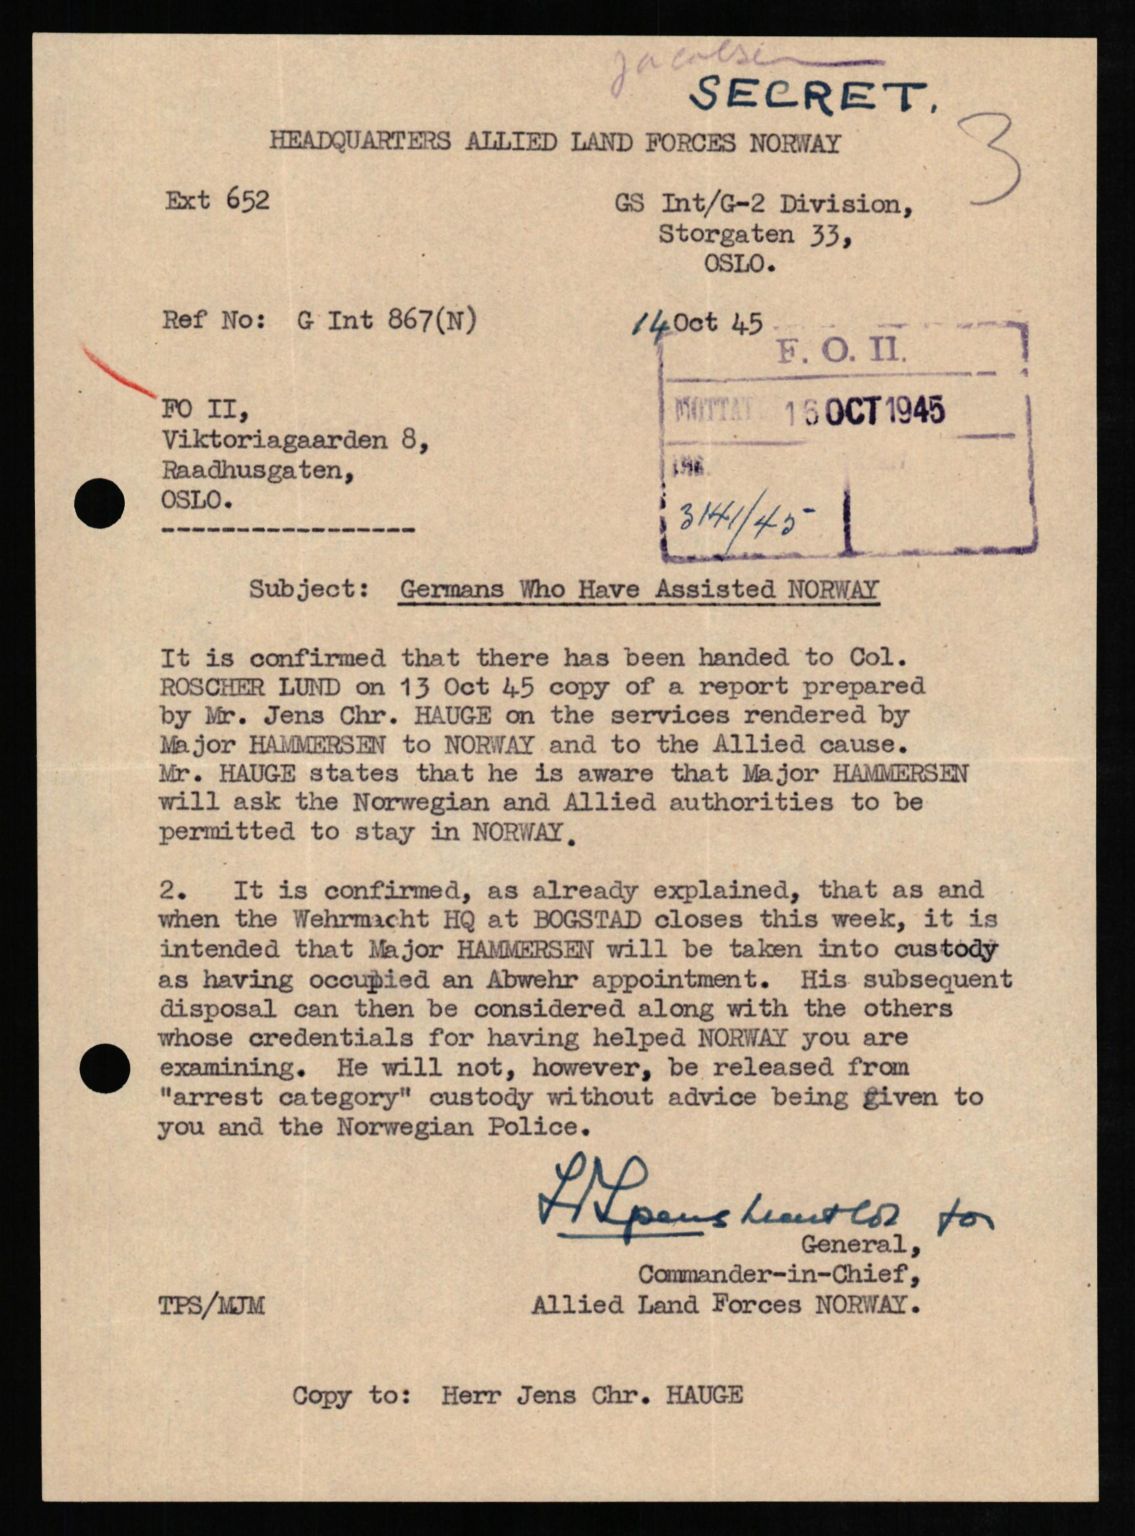 Jacobsen
SECRET.
3
HEADQUARTERS ALLIED LAND FORCES NORWAY
Ext 652
GS Int/G-2 Division,
Storgaten 33,
OSLO.
Ref No: G Int 867(N)
14 Oct 45
F. O. II.
MOTTATT 16 OCT 1945
3141/45
FO II,
Viktoriagaarden 8,
Raadhusgaten,
OSLO.
-----------------
Subject: Germans Who Have Assisted NORWAY
It is confirmed that there has been handed to Col.
ROSCHER LUND on 13 Oct 45 copy of a report prepared
by Mr. Jens Chr. HAUGE on the services rendered by
Major HAMMERSEN to NORWAY and to the Allied cause.
Mr. HAUGE states that he is aware that Major HAMMERSEN
will ask the Norwegian and Allied authorities to be
permitted to stay in NORWAY.
2. It is confirmed, as already explained, that as and
when the Wehrmacht HQ at BOGSTAD closes this week, it is
intended that Major HAMMERSEN will be taken into custody
as having occupied an Abwehr appointment. His subsequent
disposal can then be considered along with the others
whose credentials for having helped NORWAY you are
examining. He will not, however, be released from
"arrest category" custody without advice being given to
you and the Norwegian Police.
for
General,
Commander-in-Chief,
TPS/MJM
Allied Land Forces NORWAY.
Copy to: Herr Jens Chr. HAUGE